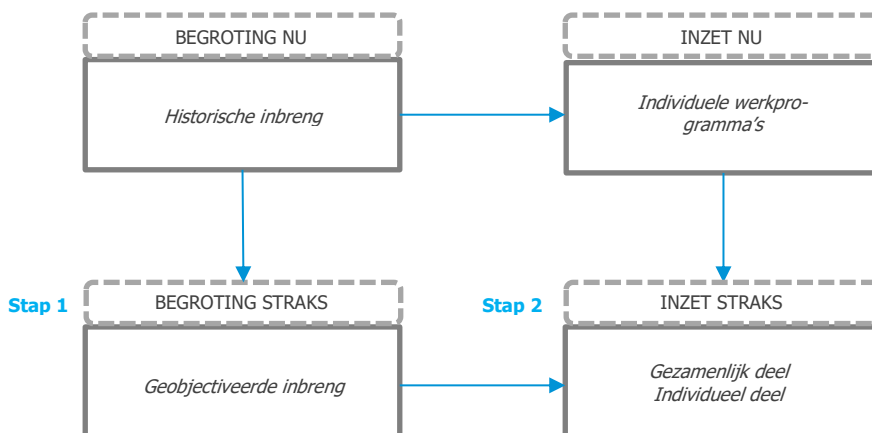 BEGROTING NU
INZET NU
Historische inbreng
Individuele werkpro-
gramma's
Stap 1
BEGROTING STRAKS
Stap 2
INZET STRAKS
Geobjectiveerde inbreng
Gezamenlijk deel
Individueel deel